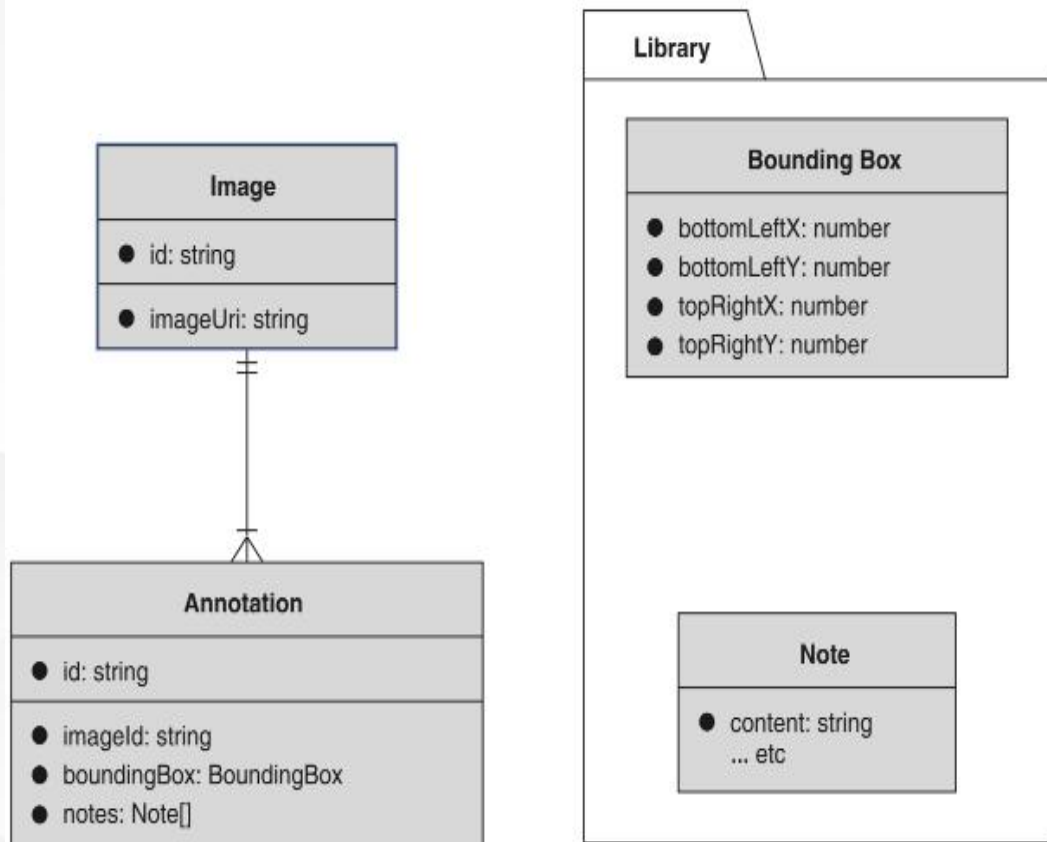 Image
id: string
imageUri: string
Annotation
id: string
imageId: string
boundingBox: BoundingBox
notes: Note[]
Library
Bounding Box
bottomLeftX: number
bottomLeftY: number
topRightX: number
topRightY: number
Note
content: string
... etc